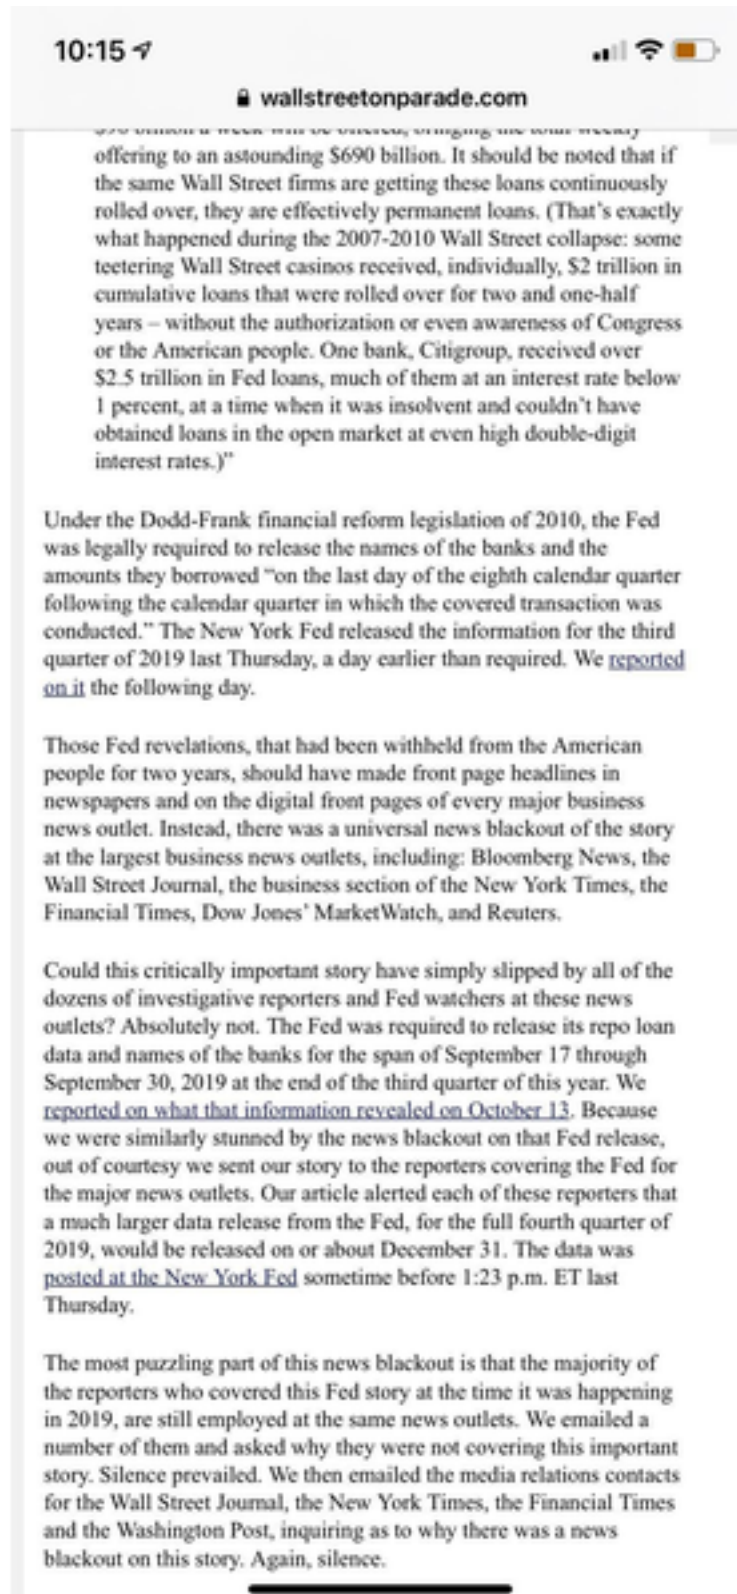 10:15
wallstreetonparade.com
$90 billion a week will be offered, bringing the total weekly
offering to an astounding $690 billion. It should be noted that if
the same Wall Street firms are getting these loans continuously
rolled over, they are effectively permanent loans. (That’s exactly
what happened during the 2007-2010 Wall Street collapse: some
teetering Wall Street casinos received, individually, $2 trillion in
cumulative loans that were rolled over for two and one-half
years – without the authorization or even awareness of Congress
or the American people. One bank, Citigroup, received over
$2.5 trillion in Fed loans, much of them at an interest rate below
1 percent, at a time when it was insolvent and couldn’t have
obtained loans in the open market at even high double-digit
interest rates.)”
Under the Dodd-Frank financial reform legislation of 2010, the Fed
was legally required to release the names of the banks and the
amounts they borrowed “on the last day of the eighth calendar quarter
following the calendar quarter in which the covered transaction was
conducted.” The New York Fed released the information for the third
quarter of 2019 last Thursday, a day earlier than required. We reported
on it the following day.
Those Fed revelations, that had been withheld from the American
people for two years, should have made front page headlines in
newspapers and on the digital front pages of every major business
news outlet. Instead, there was a universal news blackout of the story
at the largest business news outlets, including: Bloomberg News, the
Wall Street Journal, the business section of the New York Times, the
Financial Times, Dow Jones’ MarketWatch, and Reuters.
Could this critically important story have simply slipped by all of the
dozens of investigative reporters and Fed watchers at these news
outlets? Absolutely not. The Fed was required to release its repo loan
data and names of the banks for the span of September 17 through
September 30, 2019 at the end of the third quarter of this year. We
reported on what that information revealed on October 13. Because
we were similarly stunned by the news blackout on that Fed release,
out of courtesy we sent our story to the reporters covering the Fed for
the major news outlets. Our article alerted each of these reporters that
a much larger data release from the Fed, for the full fourth quarter of
2019, would be released on or about December 31. The data was
posted at the New York Fed sometime before 1:23 p.m. ET last
Thursday.
The most puzzling part of this news blackout is that the majority of
the reporters who covered this Fed story at the time it was happening
in 2019, are still employed at the same news outlets. We emailed a
number of them and asked why they were not covering this important
story. Silence prevailed. We then emailed the media relations contacts
for the Wall Street Journal, the New York Times, the Financial Times
and the Washington Post, inquiring as to why there was a news
blackout on this story. Again, silence.